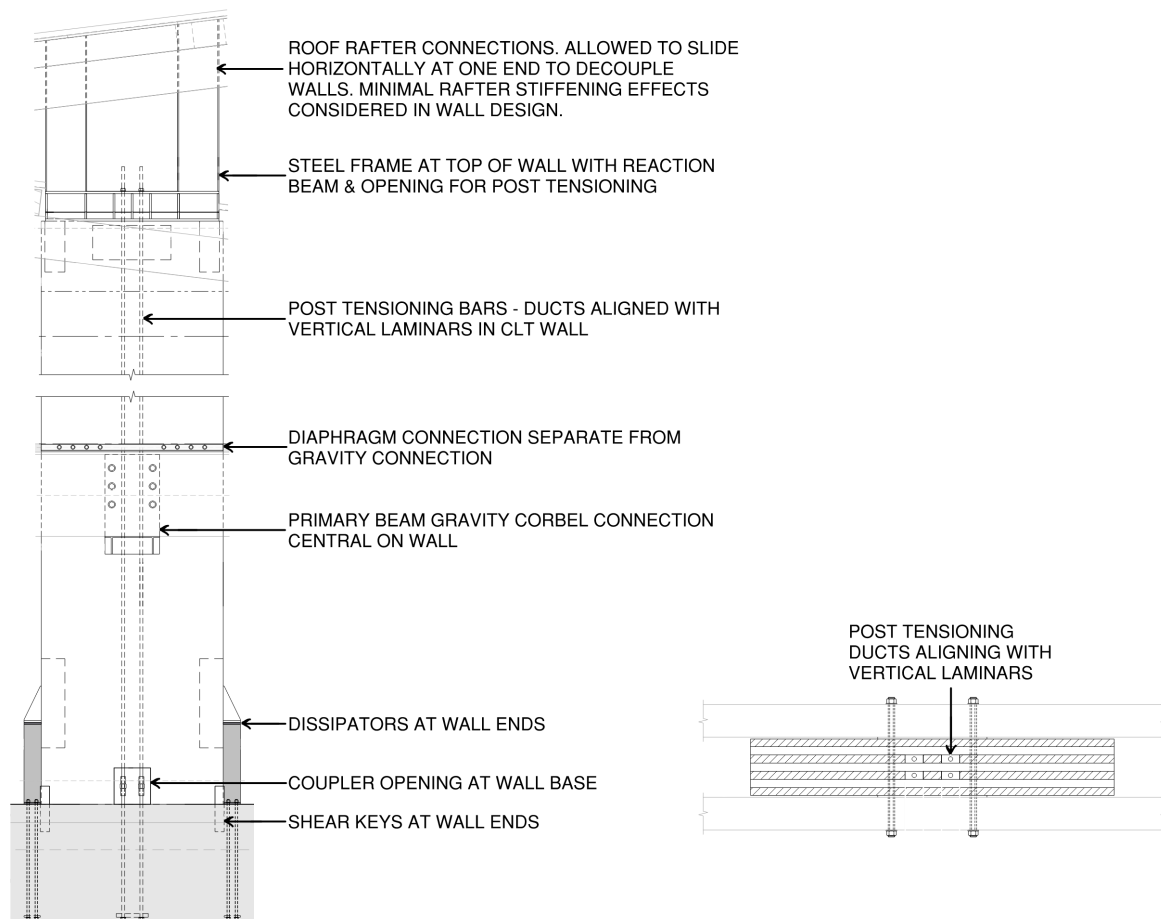 ROOF RAFTER CONNECTIONS. ALLOWED TO SLIDE
HORIZONTALLY AT ONE END TO DECOUPLE
WALLS. MINIMAL RAFTER STIFFENING EFFECTS
CONSIDERED IN WALL DESIGN.
STEEL FRAME AT TOP OF WALL WITH REACTION
BEAM & OPENING FOR POST TENSIONING
POST TENSIONING BARS - DUCTS ALIGNED WITH
VERTICAL LAMINARS IN CLT WALL
DIAPHRAGM CONNECTION SEPARATE FROM
GRAVITY CONNECTION
PRIMARY BEAM GRAVITY CORBEL CONNECTION
CENTRAL ON WALL
DISSIPATORS AT WALL ENDS
COUPLER OPENING AT WALL BASE
SHEAR KEYS AT WALL ENDS
POST TENSIONING
DUCTS ALIGNING WITH
VERTICAL LAMINARS